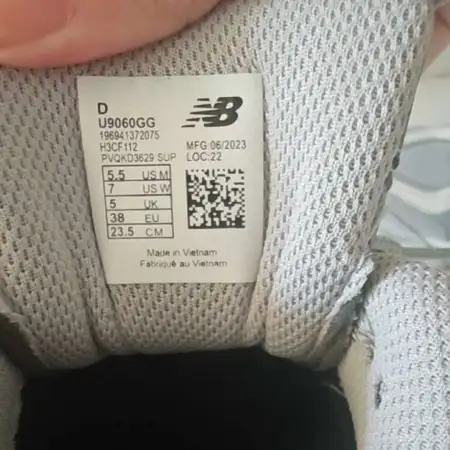 D
U9060GG
196941372075
H3CF112
PVQKD3629 SUP
NB
MFG:06/2023
LOC:22
5.5 US M
7 US W
5 UK
38 EU
23.5 CM
Made in Vietnam
Fabriqué au Vietnam